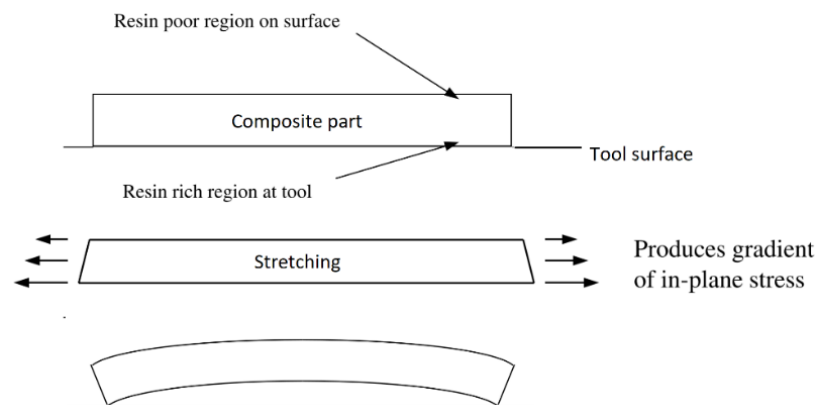 Resin poor region on surface
Composite part
Tool surface
Resin rich region at tool
Stretching
Produces gradient
of in-plane stress